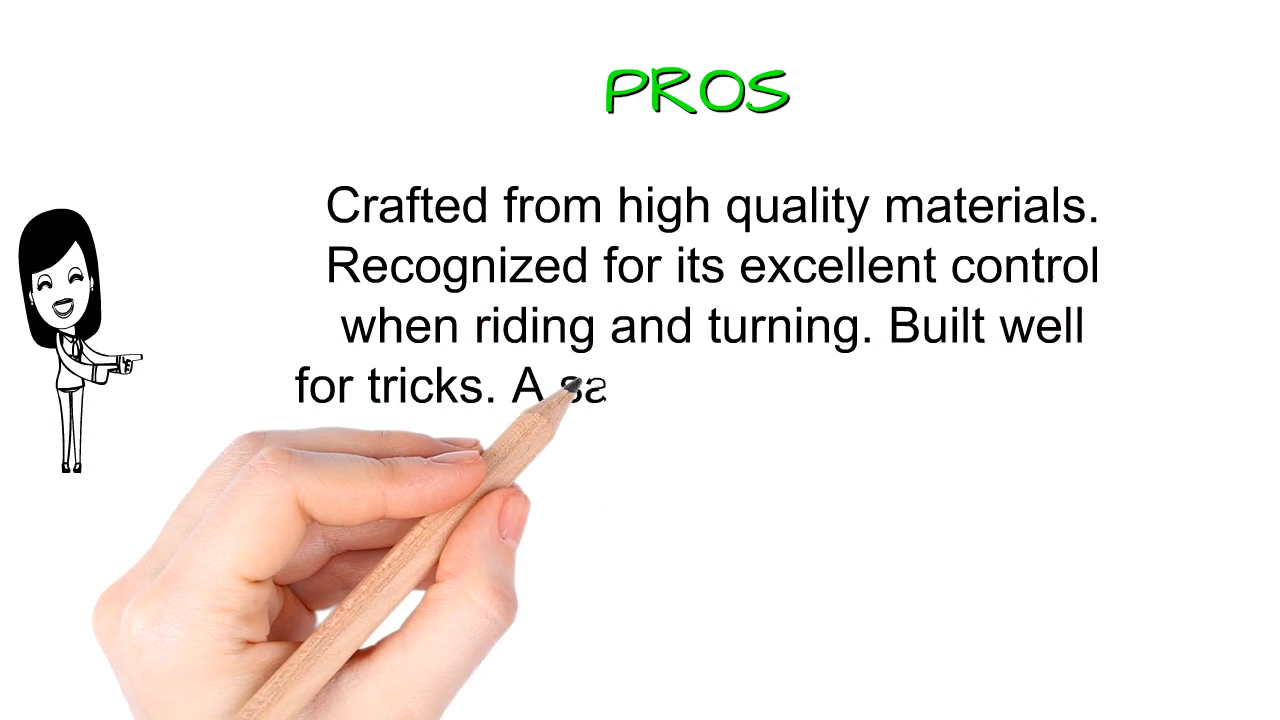 PROS
Crafted from high quality materials.
Recognized for its excellent control
when riding and turning. Built well
for tricks. A